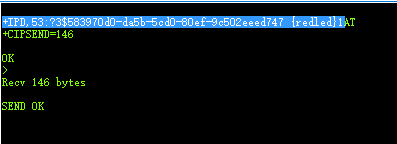 +IPD,53:?3$583970d0-da5b-5cd0-80ef-9c502eeed747 {redled}1AT
+CIPSEND=146
OK
>
Recv 146 bytes
SEND OK